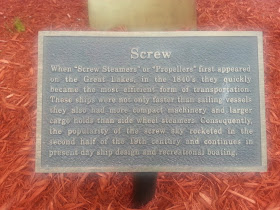 Screw
When "Screw Steamers" or "Propellers" first appeared
on the Great Lakes, in the 1840's they quickly
became the most efficient form of transportation.
These ships were not only faster than sailing vessels
they also had more compact machinery and larger
cargo holds than side wheel steamers. Consequently,
the popularity of the screw sky rocketed in the
second half of the 19th century and continues in
present day ship design and recreational boating.